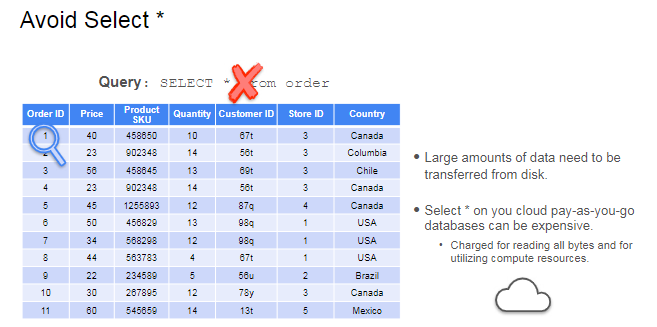 Avoid Select *
Query: SELECT * from order
Order ID Price Product SKU Quantity Customer ID Store ID Country
1 40 458650 10 67t 3 Canada
2 23 902348 14 56t 3 Columbia
3 56 458645 13 69t 3 Chile
4 23 902348 14 56t 3 Canada
5 45 1255893 12 87q 4 Canada
6 50 456829 13 98q 1 USA
7 34 568298 12 98q 1 USA
8 44 563783 4 67t 1 USA
9 22 234589 5 56u 2 Brazil
10 30 267895 12 78y 3 Canada
11 60 545659 14 13t 5 Mexico
• Large amounts of data need to be
transferred from disk.
• Select * on you cloud pay-as-you-go
databases can be expensive.
• Charged for reading all bytes and for
utilizing compute resources.